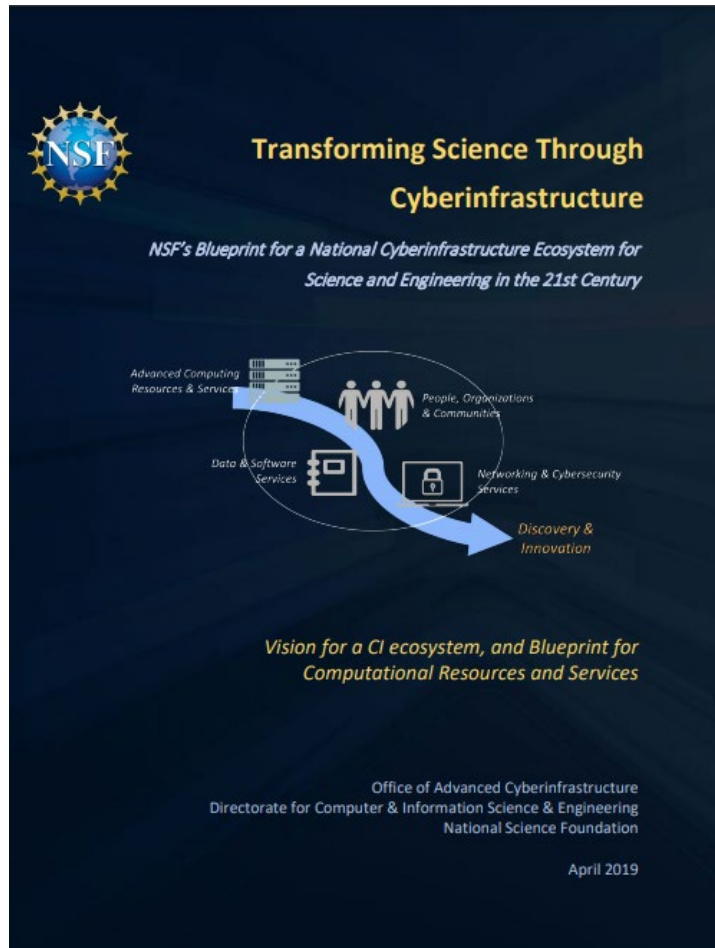 NSF
Transforming Science Through
Cyberinfrastructure
NSF's Blueprint for a National Cyberinfrastructure Ecosystem for
Science and Engineering in the 21st Century
Advanced Computing
Resources & Services
People, Organizations
& Communities
Data & Software
Services
Networking & Cybersecurity
Services
Discovery &
Innovation
Vision for a CI ecosystem, and Blueprint for
Computational Resources and Services
Office of Advanced Cyberinfrastructure
Directorate for Computer & Information Science & Engineering
National Science Foundation
April 2019